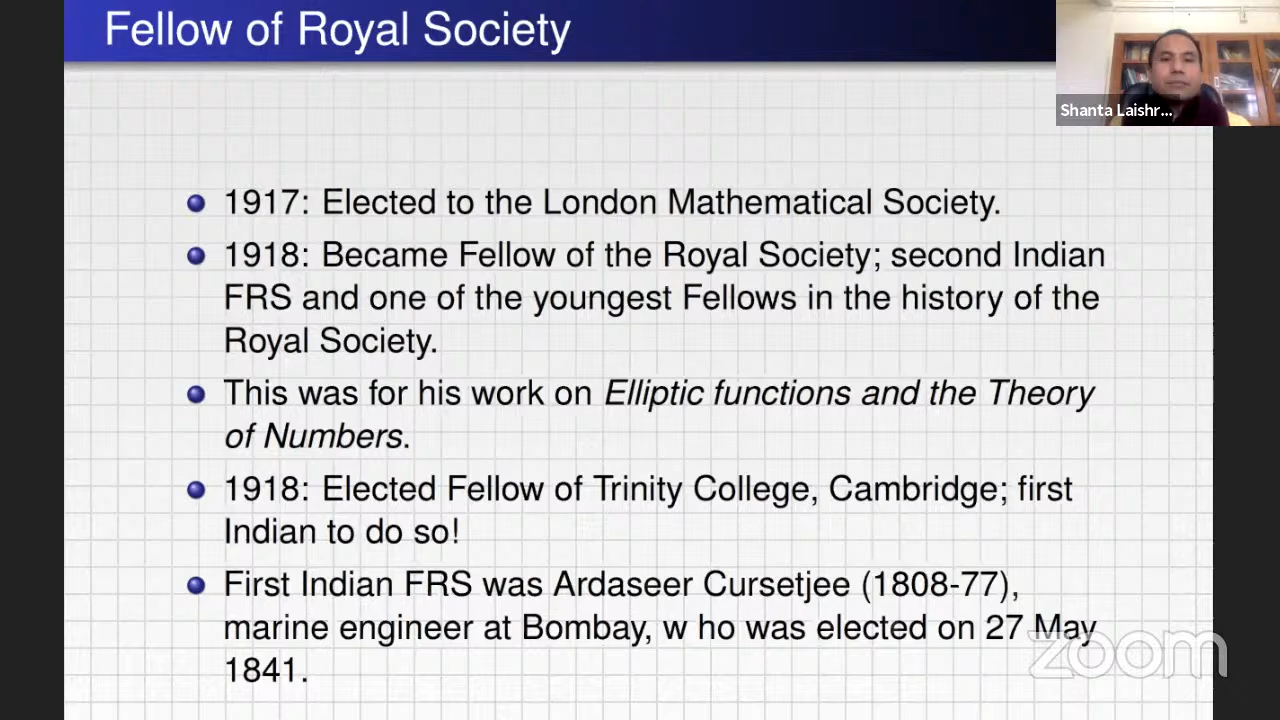 Fellow of Royal Society
Shanta Laishr...
1917: Elected to the London Mathematical Society.
1918: Became Fellow of the Royal Society; second Indian
FRS and one of the youngest Fellows in the history of the
Royal Society.
This was for his work on Elliptic functions and the Theory
of Numbers.
1918: Elected Fellow of Trinity College, Cambridge; first
Indian to do so!
First Indian FRS was Ardaseer Cursetjee (1808-77),
marine engineer at Bombay, w ho was elected on 27 May
1841.
zoom